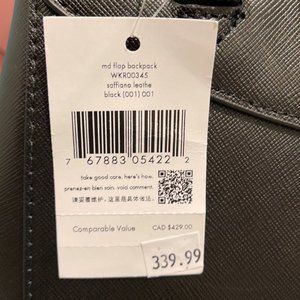 md flap backpack
WKR00345
saffiano leathe
black (001) 001
7 67883 05422 2
take good care. here's how.
prenez-en bien soin. void comment.
请妥善维护，这是具体做法。
Comparable Value CAD $429.00
339.99